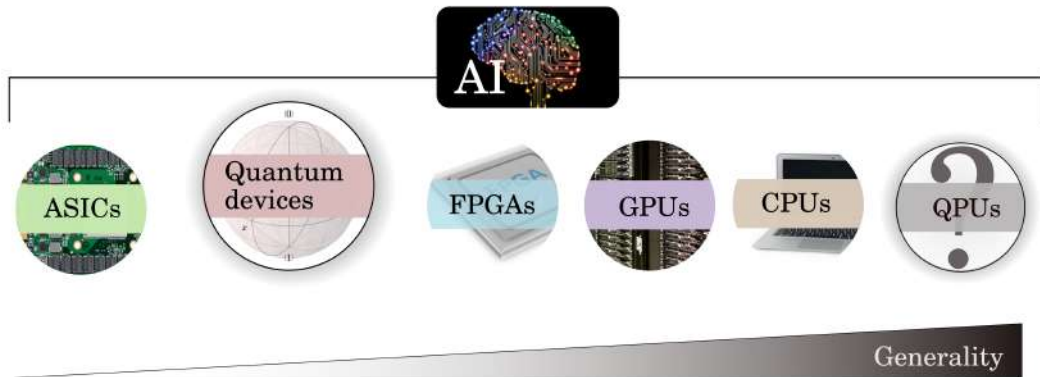 AI
ASICs
Quantum
devices
FPGAs
GPUs
CPUs
QPUs
?
Generality